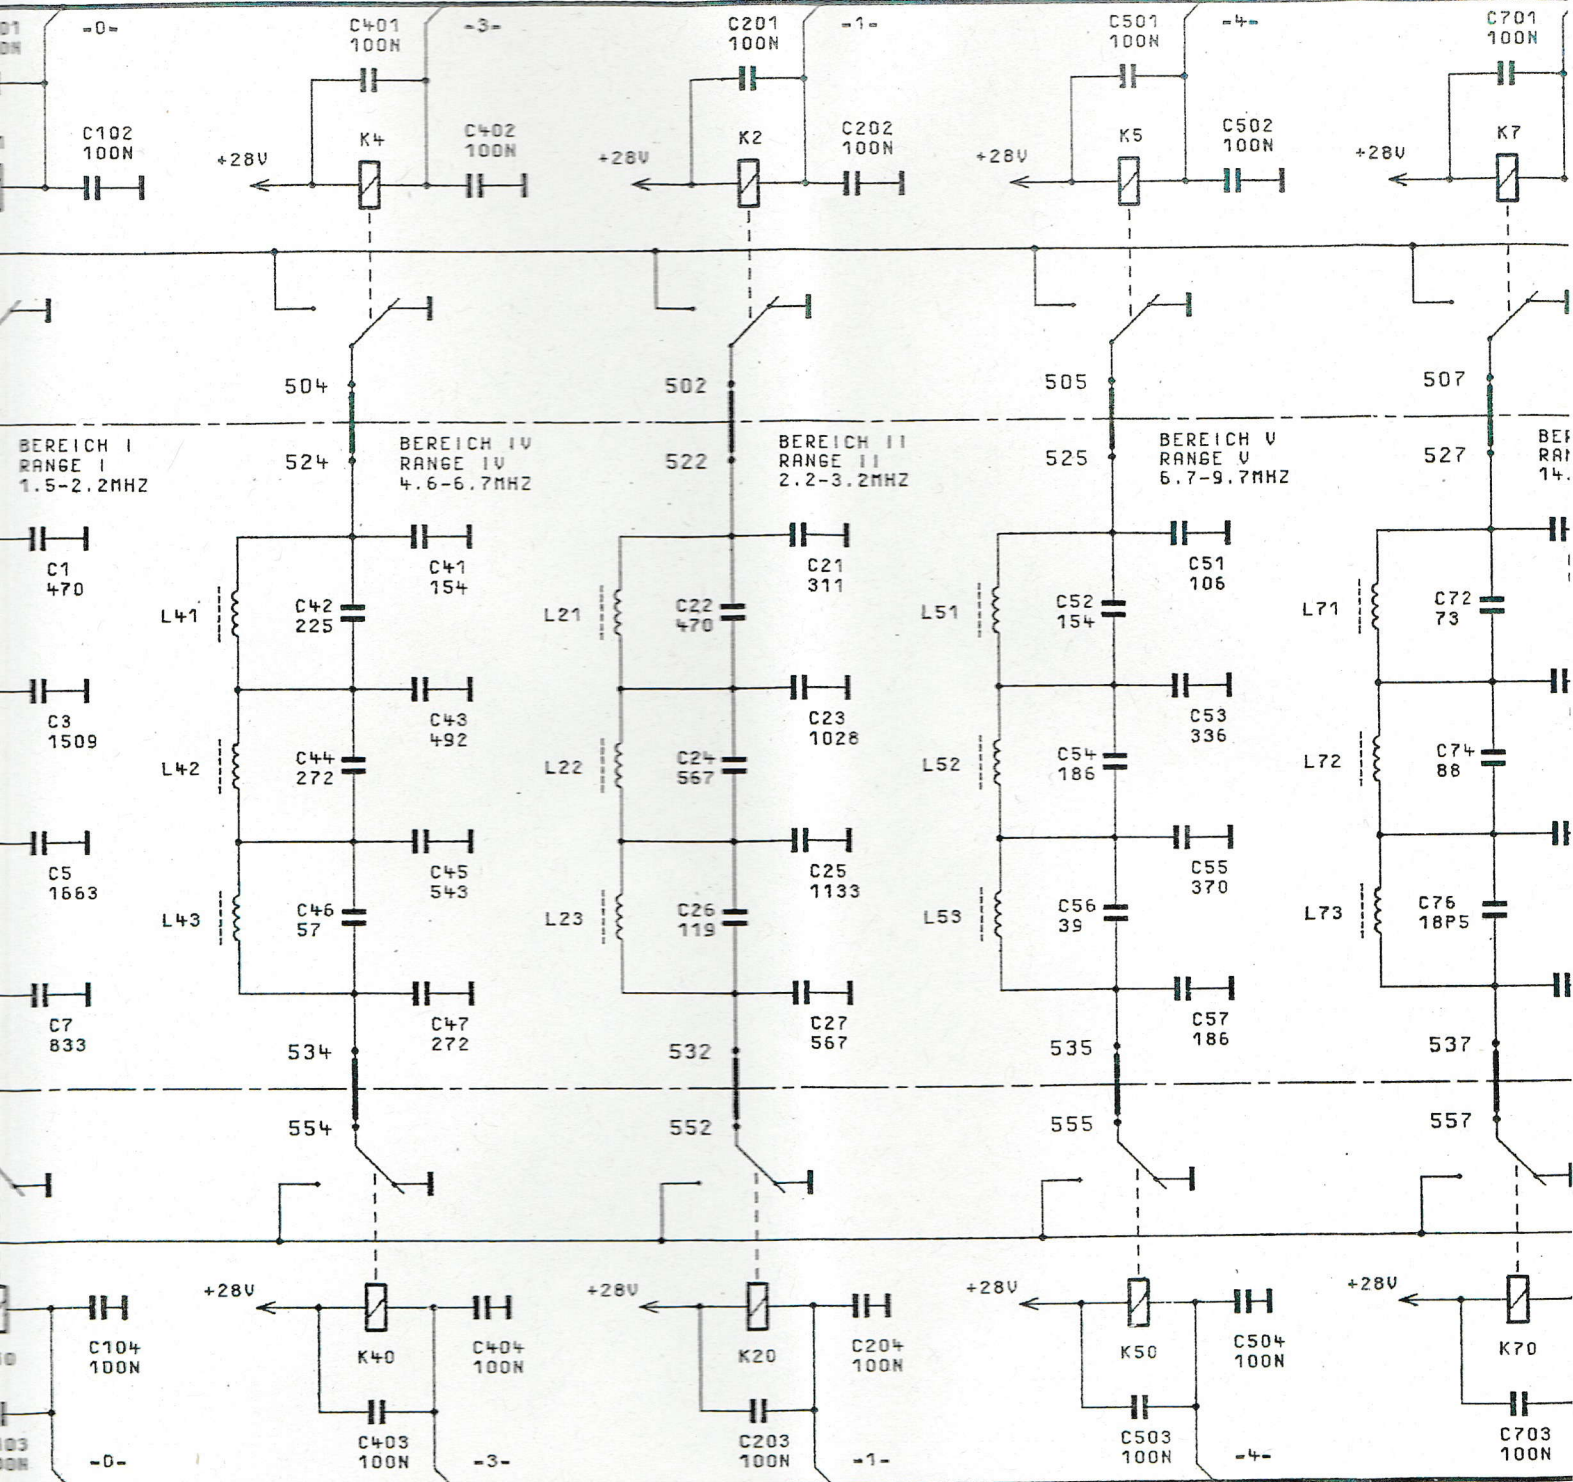 -0-
C401
100N
-3-
C201
100N
-1-
C501
100N
-4-
C701
100N
C102
100N
+28V
K4
C402
100N
+28V
K2
C202
100N
+28V
K5
C502
100N
+28V
K7
504
502
505
507
BEREICH I
RANGE I
1.5-2.2MHZ
524
BEREICH IV
RANGE IV
4.6-6.7MHZ
522
BEREICH II
RANGE II
2.2-3.2MHZ
525
BEREICH V
RANGE V
6.7-9.7MHZ
527
BER
RAN
14.
C1
470
L41
C42
225
C41
154
L21
C22
470
C21
311
L51
C52
154
C51
106
L71
C72
73
C3
1509
L42
C44
272
C43
492
L22
C24
567
C23
1028
L52
C54
186
C53
336
L72
C74
88
C5
1663
L43
C46
57
C45
543
L23
C26
119
C25
1133
L53
C56
39
C55
370
L73
C76
18P5
C7
833
534
C47
272
532
C27
567
535
C57
186
537
554
552
555
557
+28V
+28V
+28V
+28V
C104
100N
K40
C404
100N
K20
C204
100N
K50
C504
100N
K70
-0-
C403
100N
-3-
C203
100N
-1-
C503
100N
-4-
C703
100N